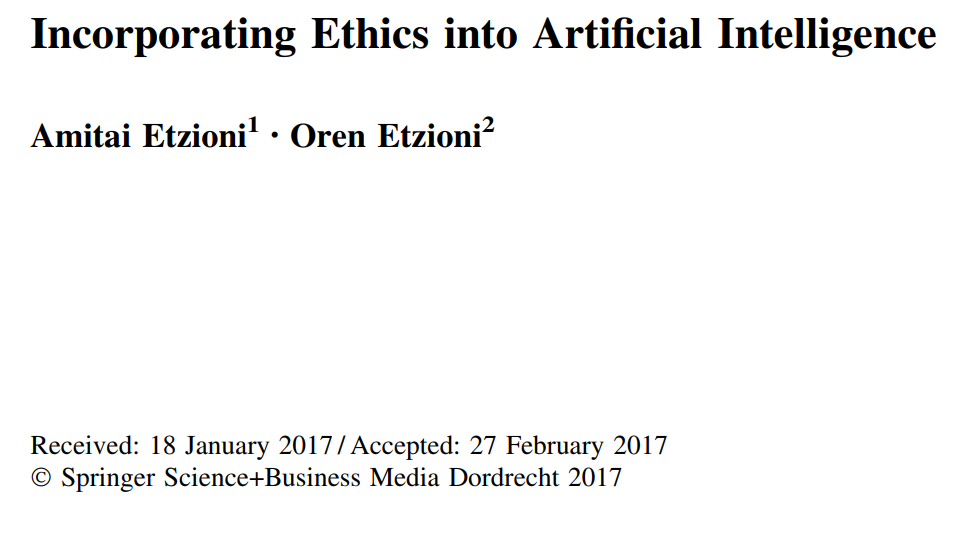 Incorporating Ethics into Artificial Intelligence
Amitai Etzioni¹ · Oren Etzioni²
Received: 18 January 2017 / Accepted: 27 February 2017
© Springer Science+Business Media Dordrecht 2017